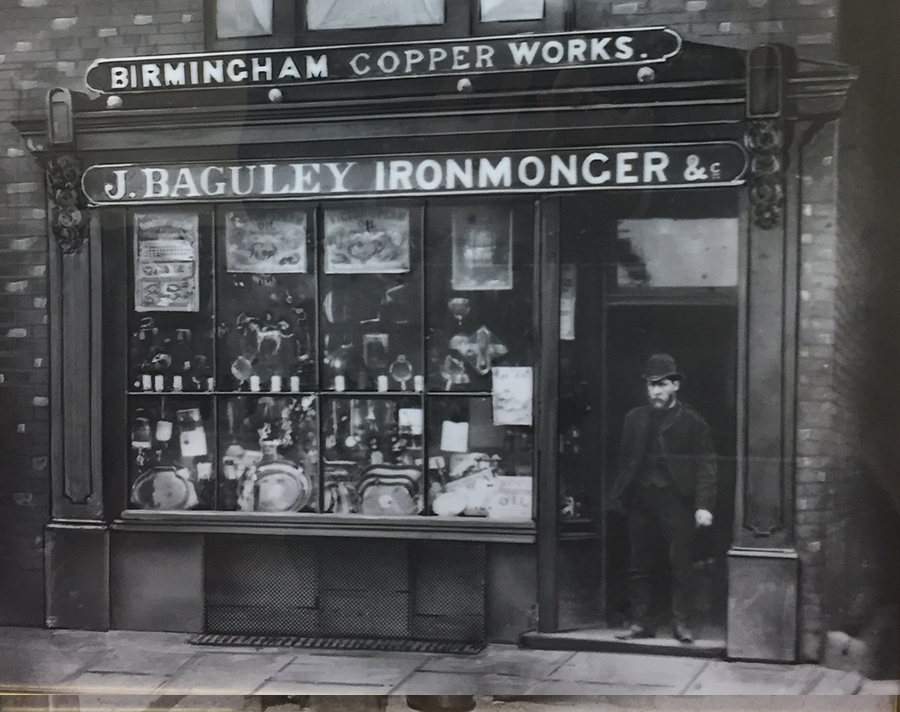 BIRMINGHAM COPPER WORKS.
J. BAGULEY IRONMONGER &c